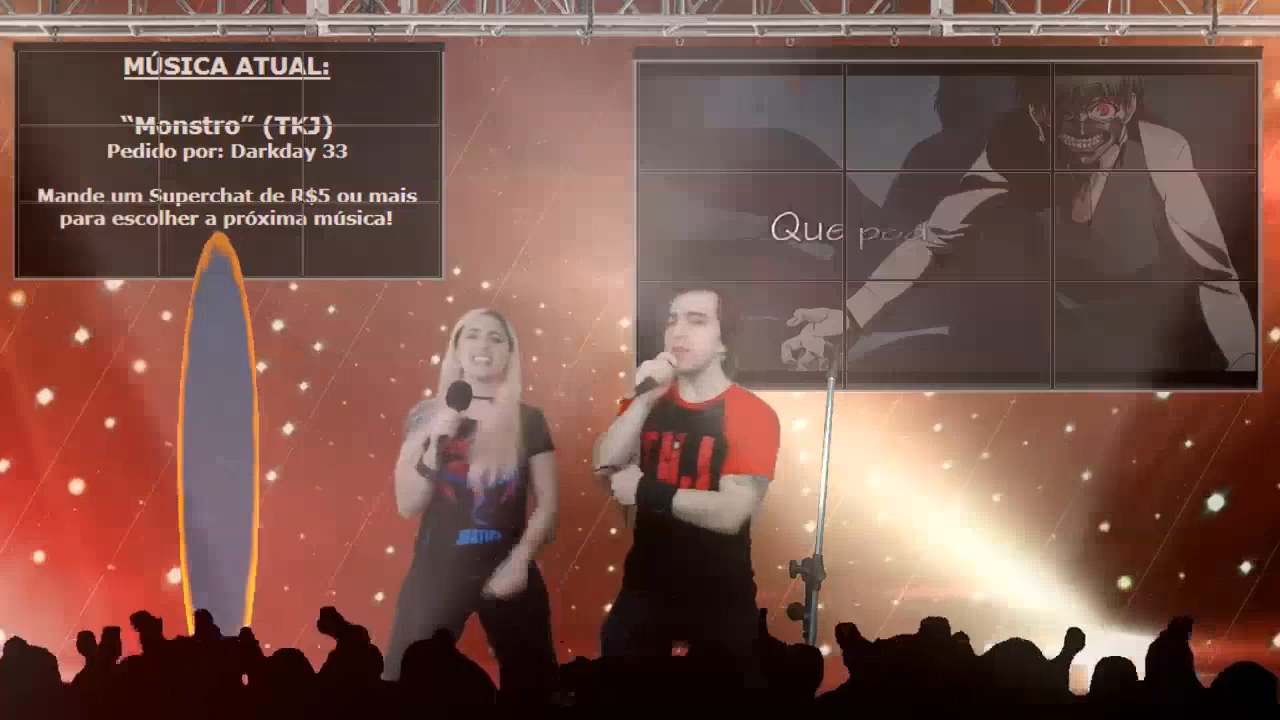 MÚSICA ATUAL:
“Monstro” (TKJ)
Pedido por: Darkday 33
Mande um Superchat de R$5 ou mais
para escolher a próxima música!
Que pod
TKJ